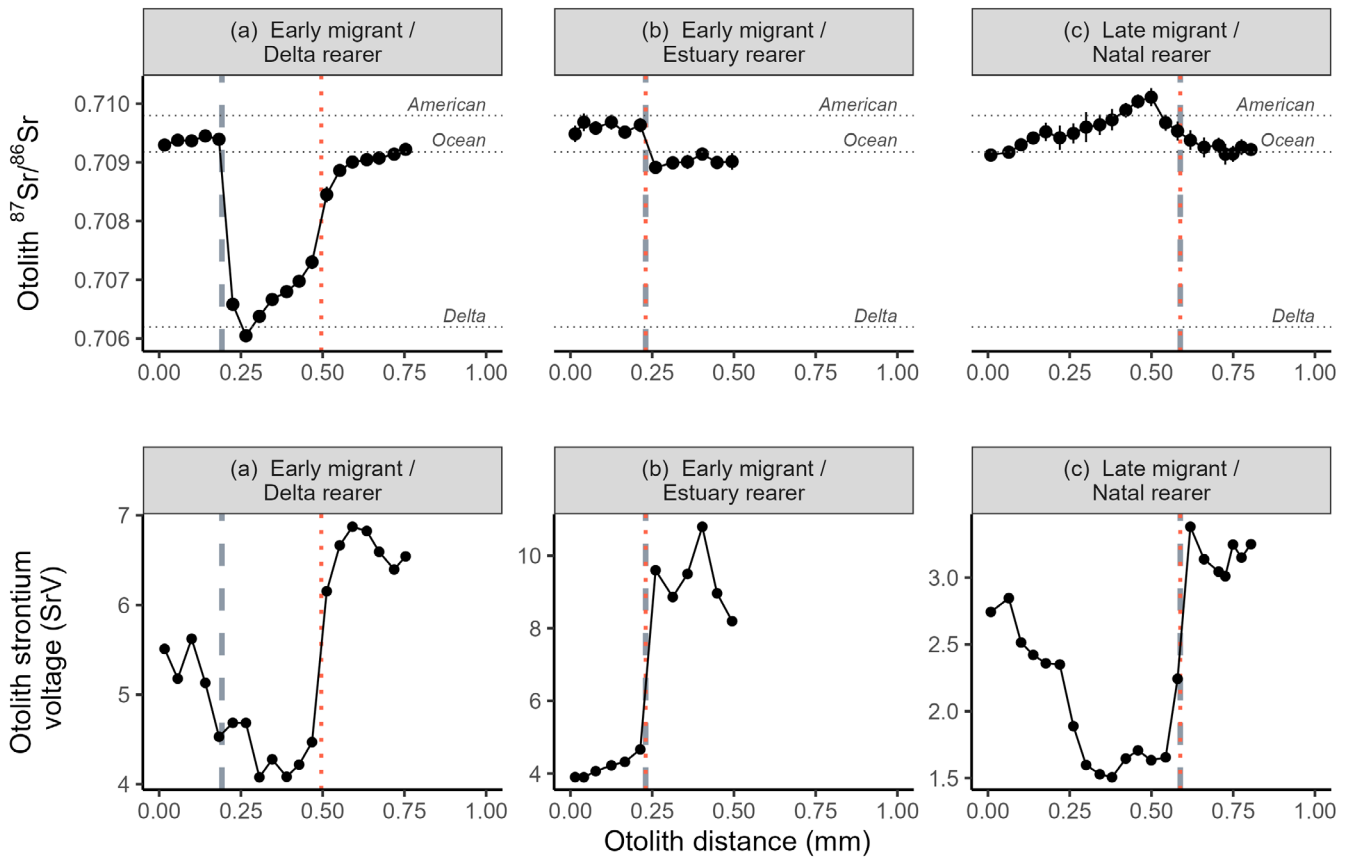 (a) Early migrant /
Delta rearer
(b) Early migrant /
Estuary rearer
(c) Late migrant /
Natal rearer
Otolith ⁸⁷Sr/⁸⁶Sr
0.710
0.709
0.708
0.707
0.706
American
Ocean
Delta
American
Ocean
Delta
American
Ocean
Delta
0.00 0.25 0.50 0.75 1.00
0.00 0.25 0.50 0.75 1.00
0.00 0.25 0.50 0.75 1.00
(a) Early migrant /
Delta rearer
(b) Early migrant /
Estuary rearer
(c) Late migrant /
Natal rearer
Otolith strontium
voltage (SrV)
7
6
5
4
10
8
6
4
3.0
2.5
2.0
1.5
0.00 0.25 0.50 0.75 1.00
0.00 0.25 0.50 0.75 1.00
0.00 0.25 0.50 0.75 1.00
Otolith distance (mm)